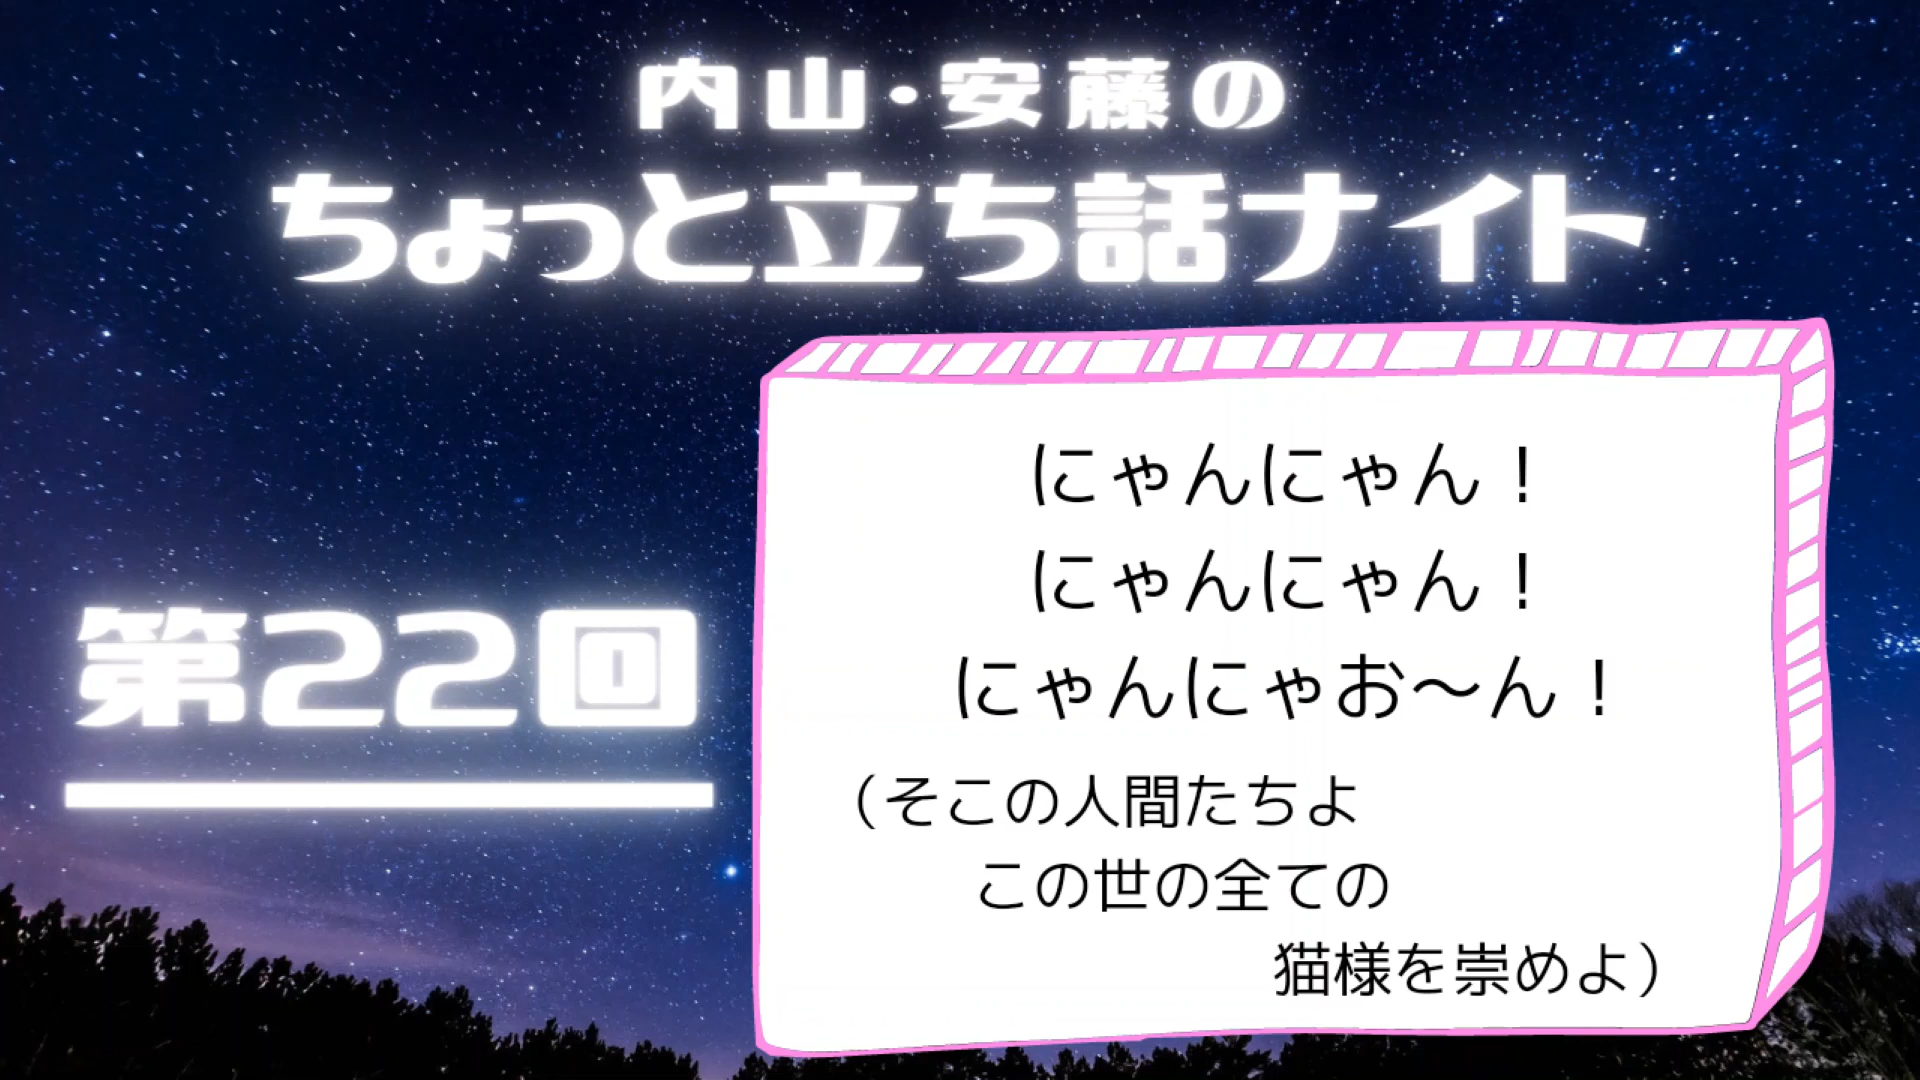 内山・安藤の
ちょっと立ち話ナイト
第22回
にゃんにゃん！
にゃんにゃん！
にゃんにゃお～ん！
（そこの人間たちよ
この世の全ての
猫様を崇めよ）